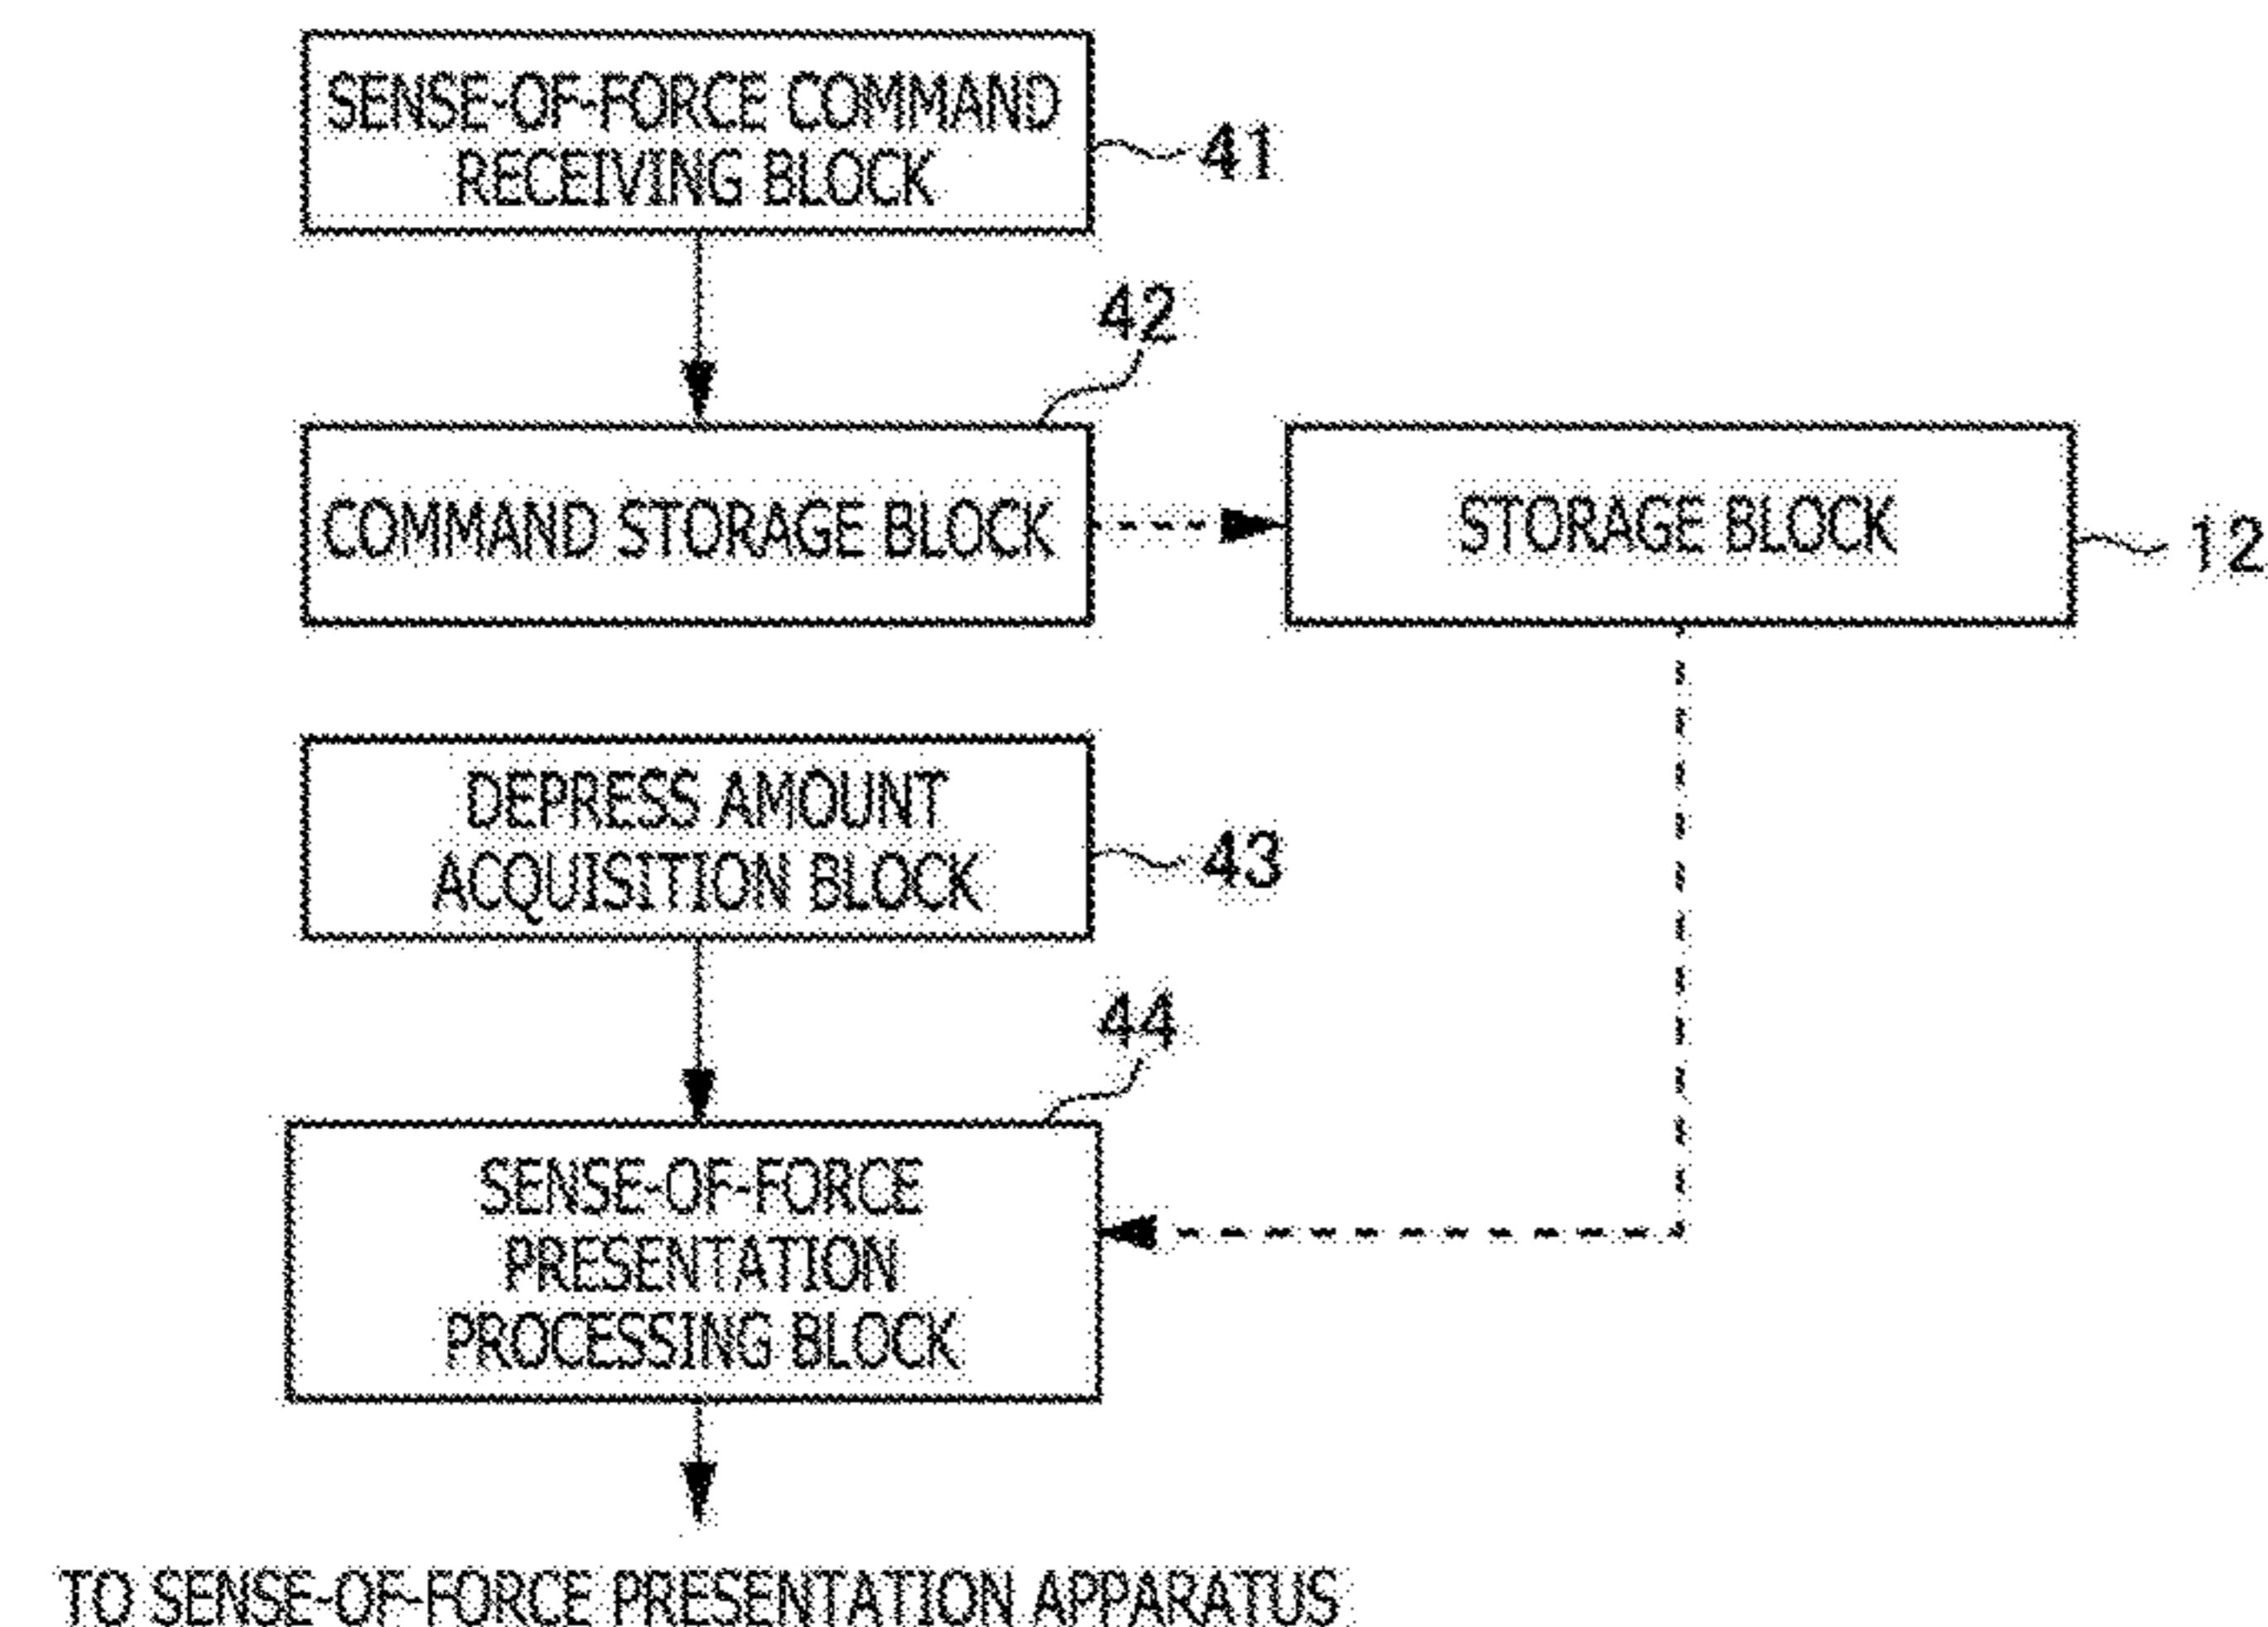 SENSE-OF-FORCE COMMAND
RECEIVING BLOCK
41
42
COMMAND STORAGE BLOCK
STORAGE BLOCK
12
DEPRESS AMOUNT
ACQUISITION BLOCK
43
44
SENSE-OF-FORCE
PRESENTATION
PROCESSING BLOCK
TO SENSE-OF-FORCE PRESENTATION APPARATUS